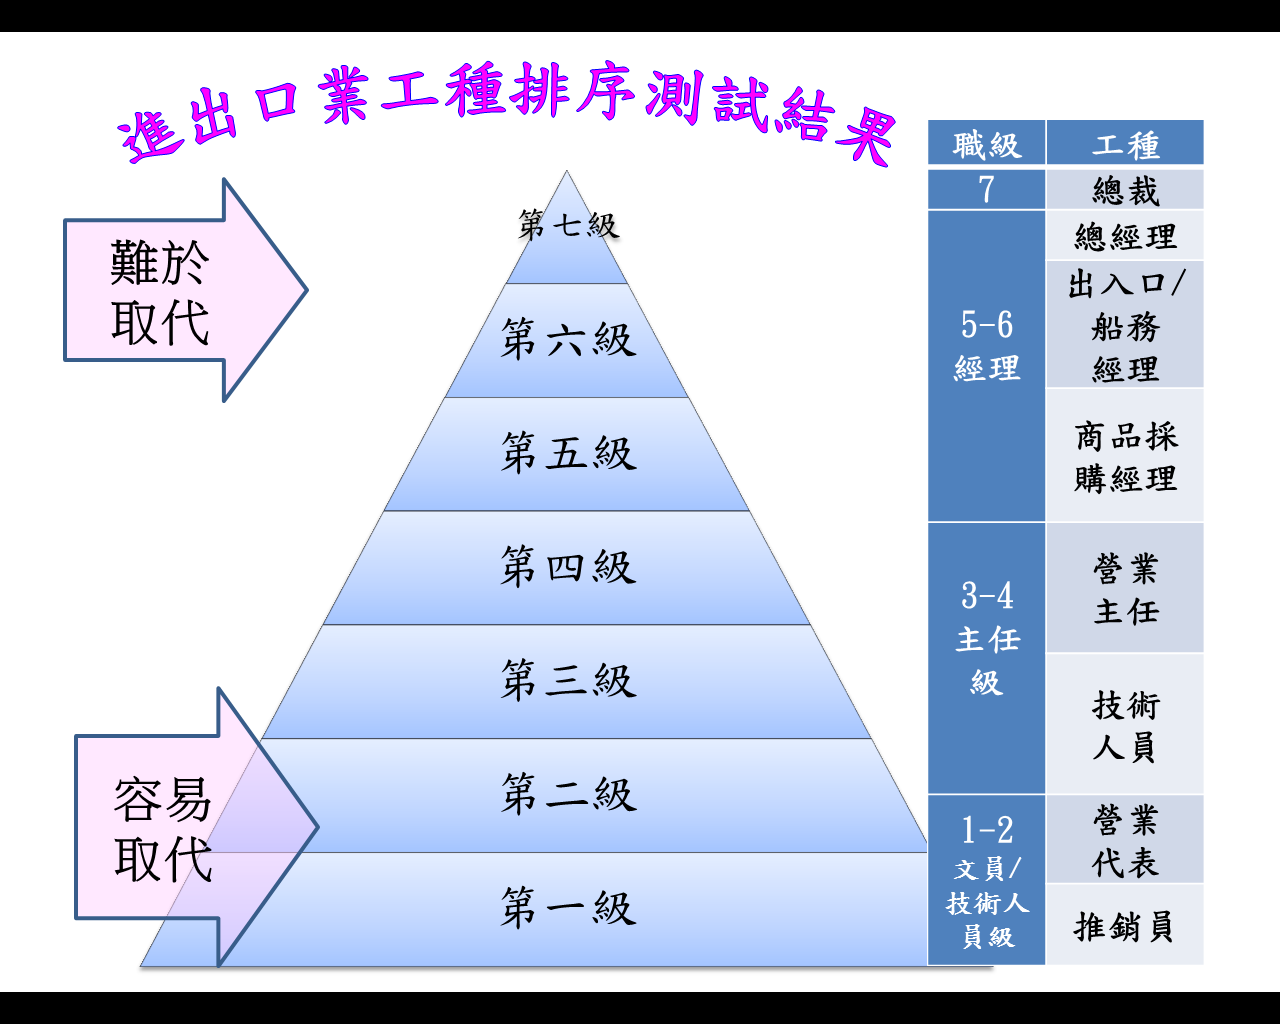 進出口業工種排序測試結果
難於
取代
容易
取代
第七級
第六級
第五級
第四級
第三級
第二級
第一級
職級
工種
7
總裁
5-6
經理
總經理
出入口/
船務
經理
商品採
購經理
3-4
主任
級
營業
主任
技術
人員
1-2
文員/
技術人
員級
營業
代表
推銷員